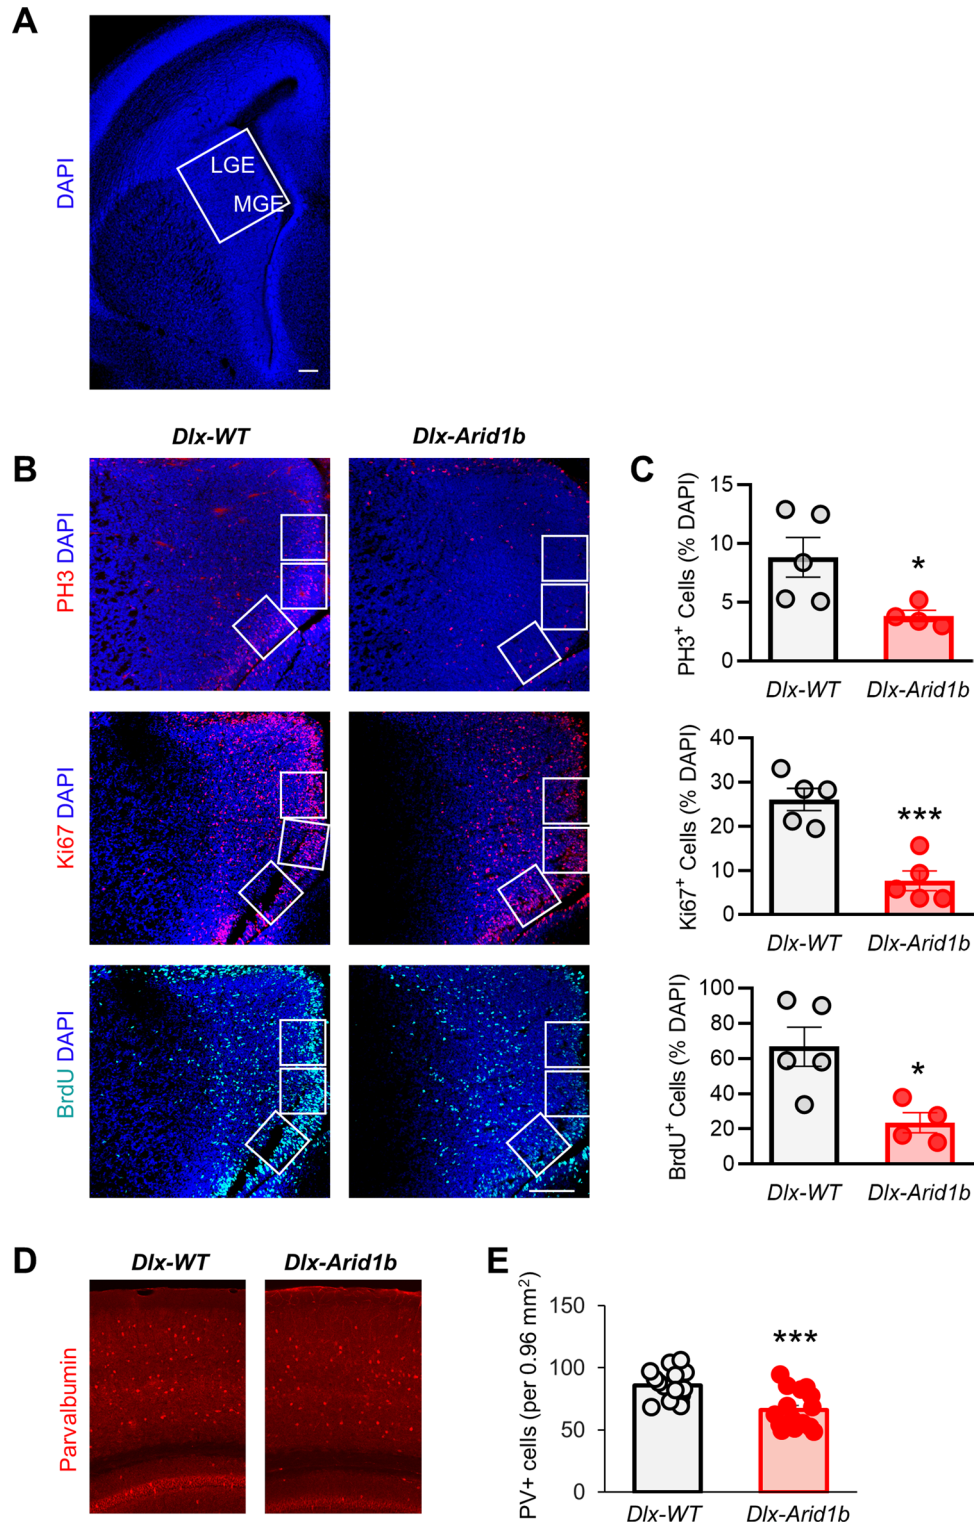 A
DAPI
LGE
MGE
Dlx-WT
Dlx-Arid1b
B
PH3 DAPI
Ki67 DAPI
BrdU DAPI
C
PH3⁺ Cells (% DAPI)
15
10
5
0
*
Dlx-WT
Dlx-Arid1b
Ki67⁺ Cells (% DAPI)
40
30
20
10
0
***
Dlx-WT
Dlx-Arid1b
BrdU⁺ Cells (% DAPI)
100
80
60
40
20
0
*
Dlx-WT
Dlx-Arid1b
D
Dlx-WT
Dlx-Arid1b
Parvalbumin
E
PV+ cells (per 0.96 mm²)
150
100
50
0
***
Dlx-WT
Dlx-Arid1b